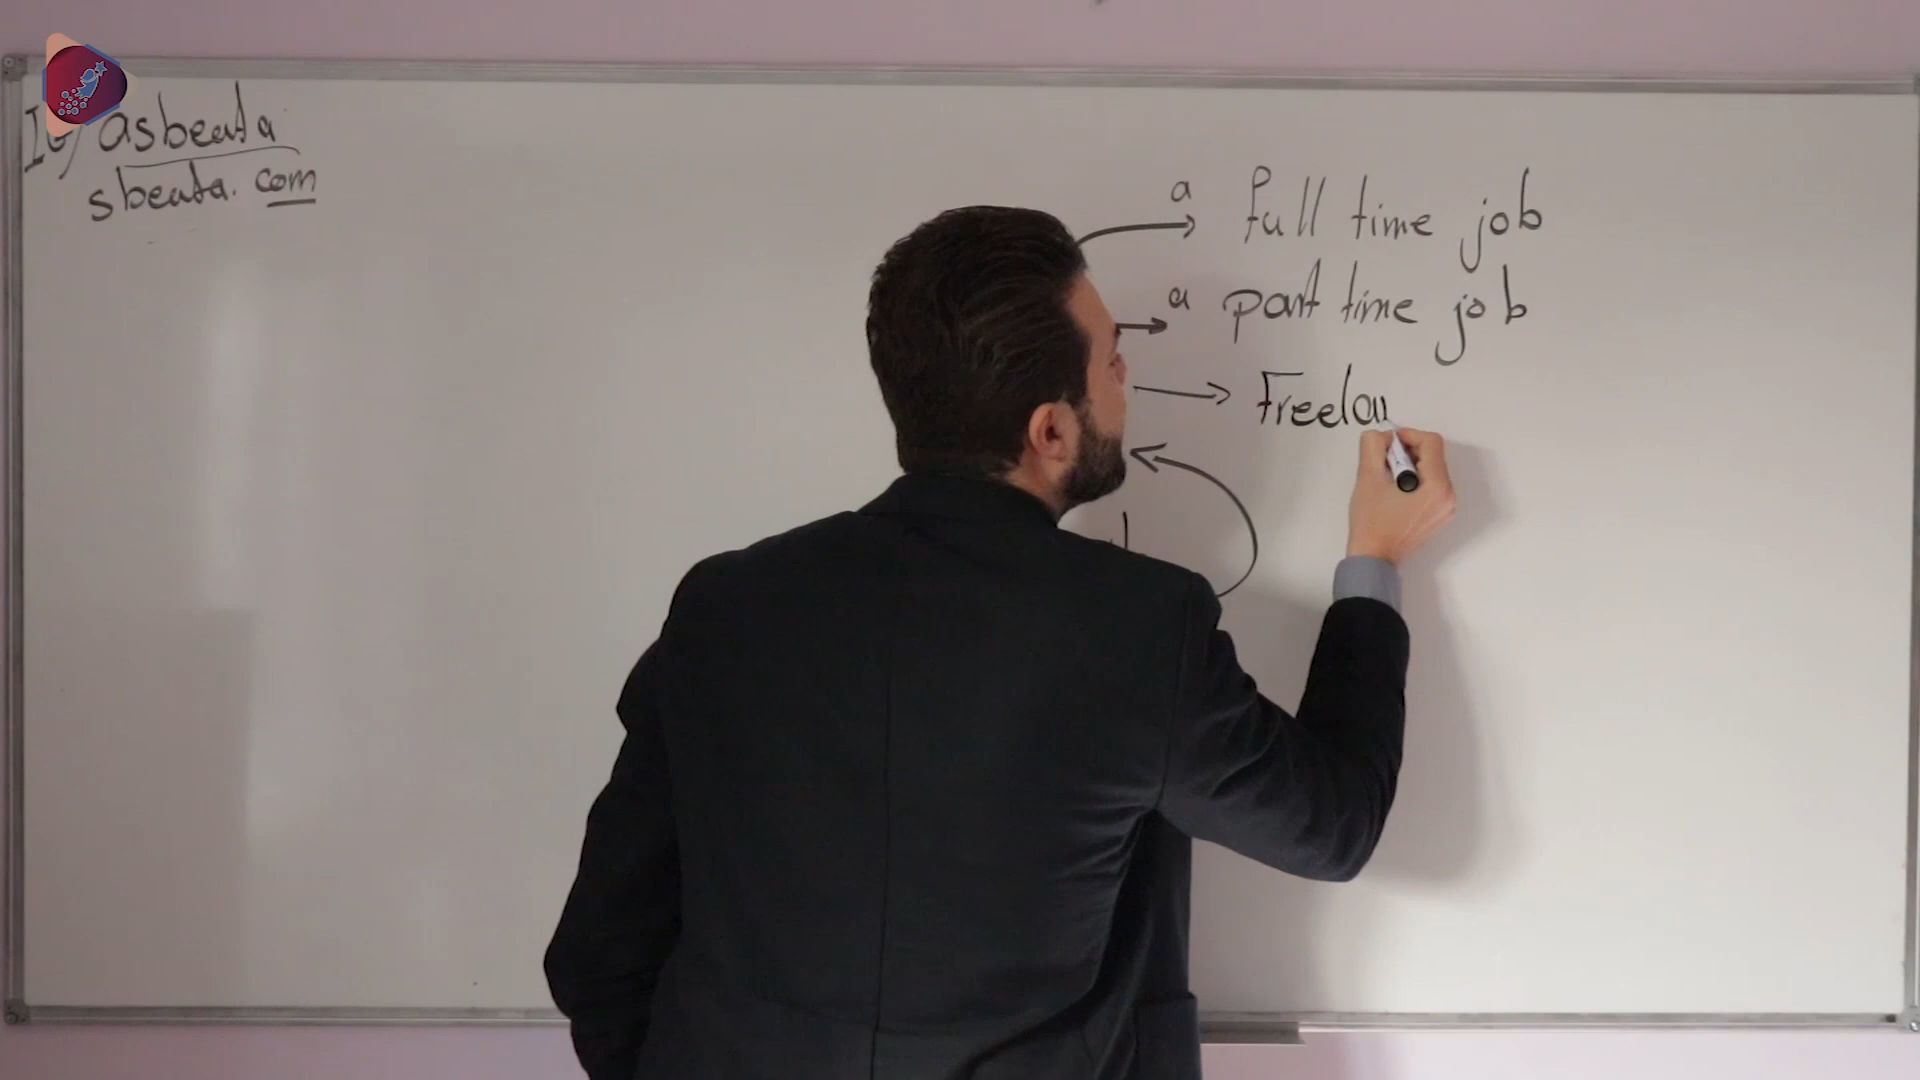 IG/ asbeata
sbeata.com
a full time job
a part time job
Freelan